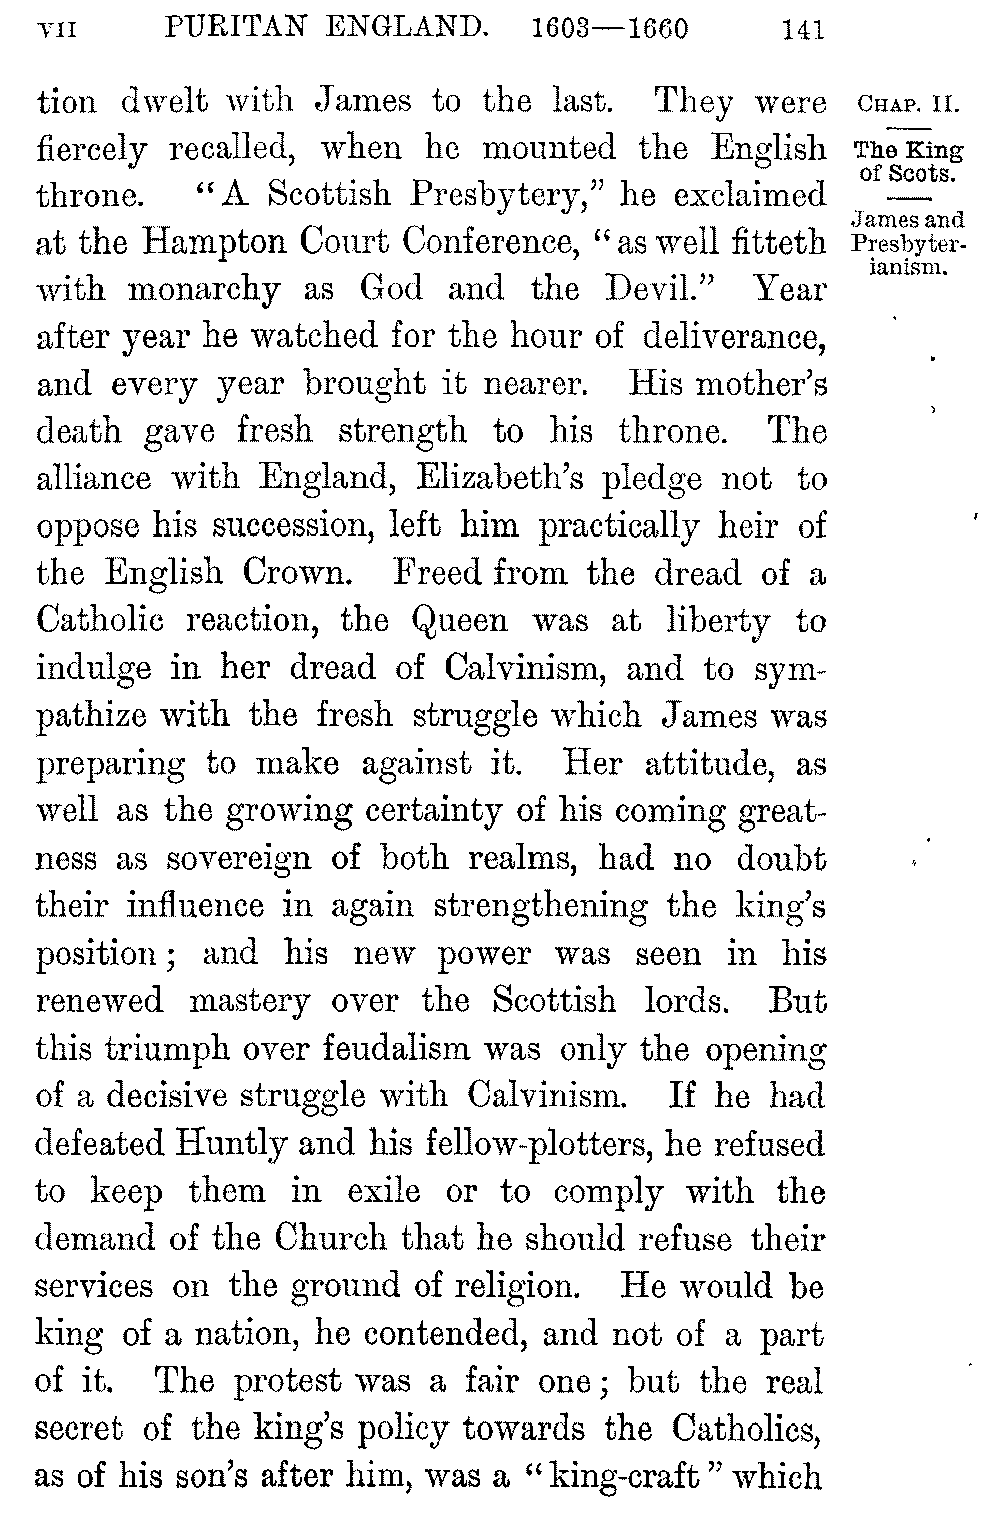 VII PURITAN ENGLAND. 1603—1660 141
tion dwelt with James to the last. They were
fiercely recalled, when he mounted the English
throne. “A Scottish Presbytery,” he exclaimed
at the Hampton Court Conference, “as well fitteth
with monarchy as God and the Devil.” Year
after year he watched for the hour of deliverance,
and every year brought it nearer. His mother’s
death gave fresh strength to his throne. The
alliance with England, Elizabeth’s pledge not to
oppose his succession, left him practically heir of
the English Crown. Freed from the dread of a
Catholic reaction, the Queen was at liberty to
indulge in her dread of Calvinism, and to sym-
pathize with the fresh struggle which James was
preparing to make against it. Her attitude, as
well as the growing certainty of his coming great-
ness as sovereign of both realms, had no doubt
their influence in again strengthening the king’s
position; and his new power was seen in his
renewed mastery over the Scottish lords. But
this triumph over feudalism was only the opening
of a decisive struggle with Calvinism. If he had
defeated Huntly and his fellow-plotters, he refused
to keep them in exile or to comply with the
demand of the Church that he should refuse their
services on the ground of religion. He would be
king of a nation, he contended, and not of a part
of it. The protest was a fair one; but the real
secret of the king’s policy towards the Catholics,
as of his son’s after him, was a “king-craft” which
CHAP. II.
The King
of Scots.
James and
Presbyter-
ianism.